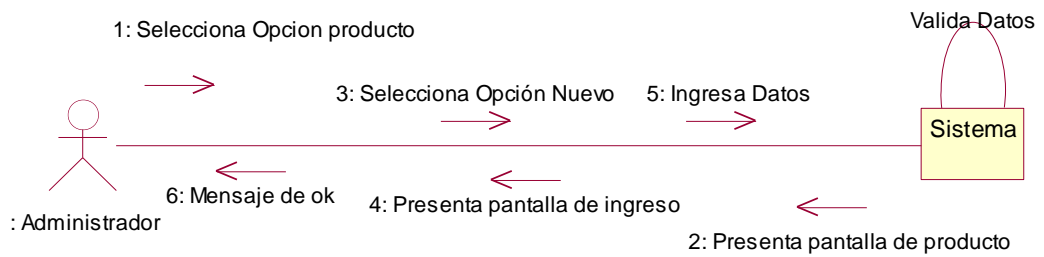 Valida Datos
1: Selecciona Opcion producto
3: Selecciona Opción Nuevo
5: Ingresa Datos
Sistema
6: Mensaje de ok
4: Presenta pantalla de ingreso
: Administrador
2: Presenta pantalla de producto